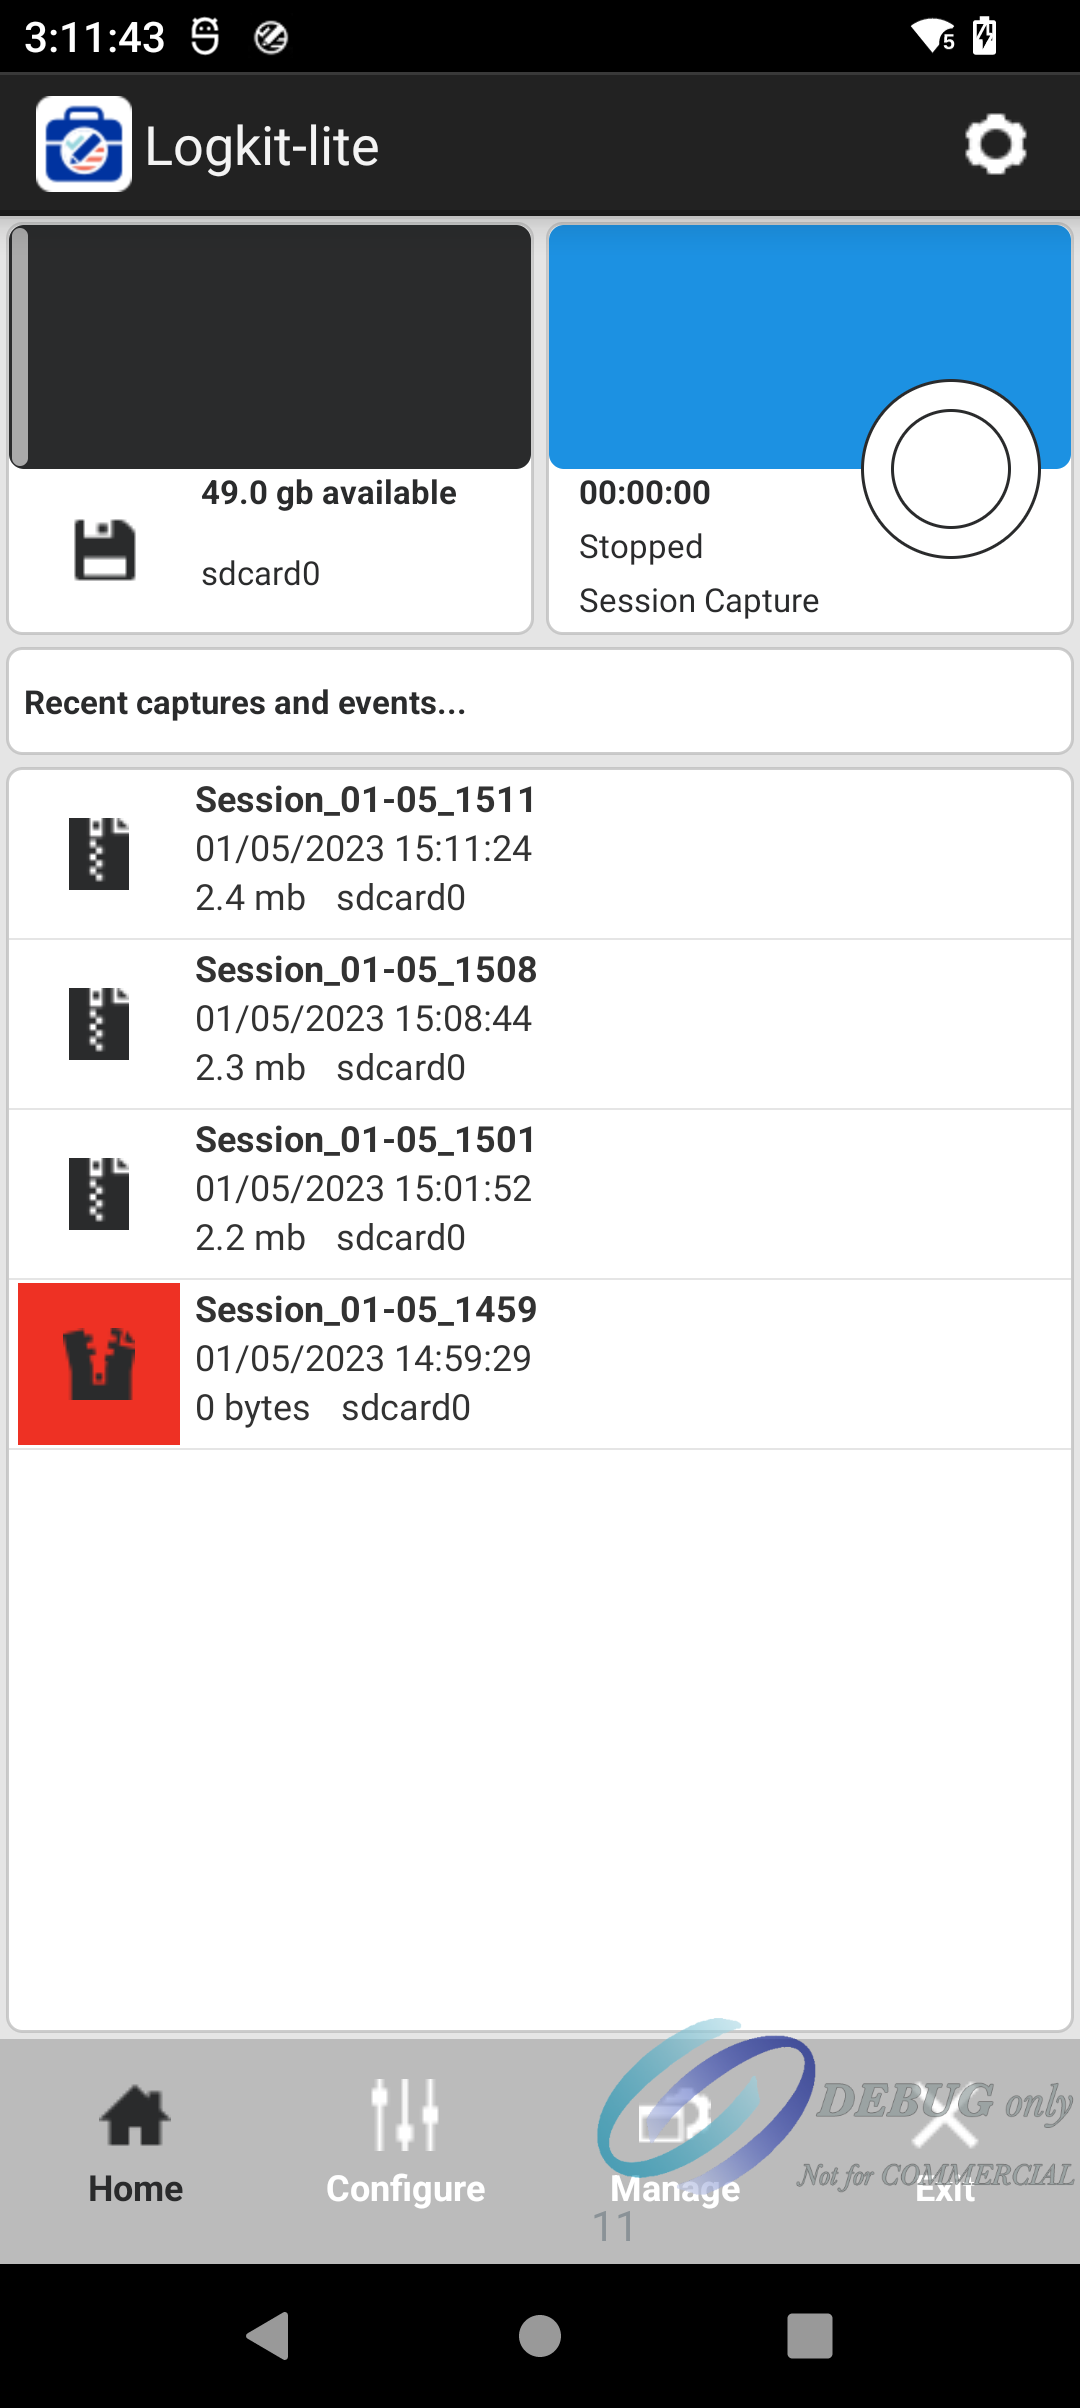 3:11:43
5
Logkit-lite
49.0 gb available
sdcard0
00:00:00
Stopped
Session Capture
Recent captures and events...
Session_01-05_1511
01/05/2023 15:11:24
2.4 mb sdcard0
Session_01-05_1508
01/05/2023 15:08:44
2.3 mb sdcard0
Session_01-05_1501
01/05/2023 15:01:52
2.2 mb sdcard0
Session_01-05_1459
01/05/2023 14:59:29
0 bytes sdcard0
DEBUG only
Not for COMMERCIAL
Home
Configure
Manage
Exit
11